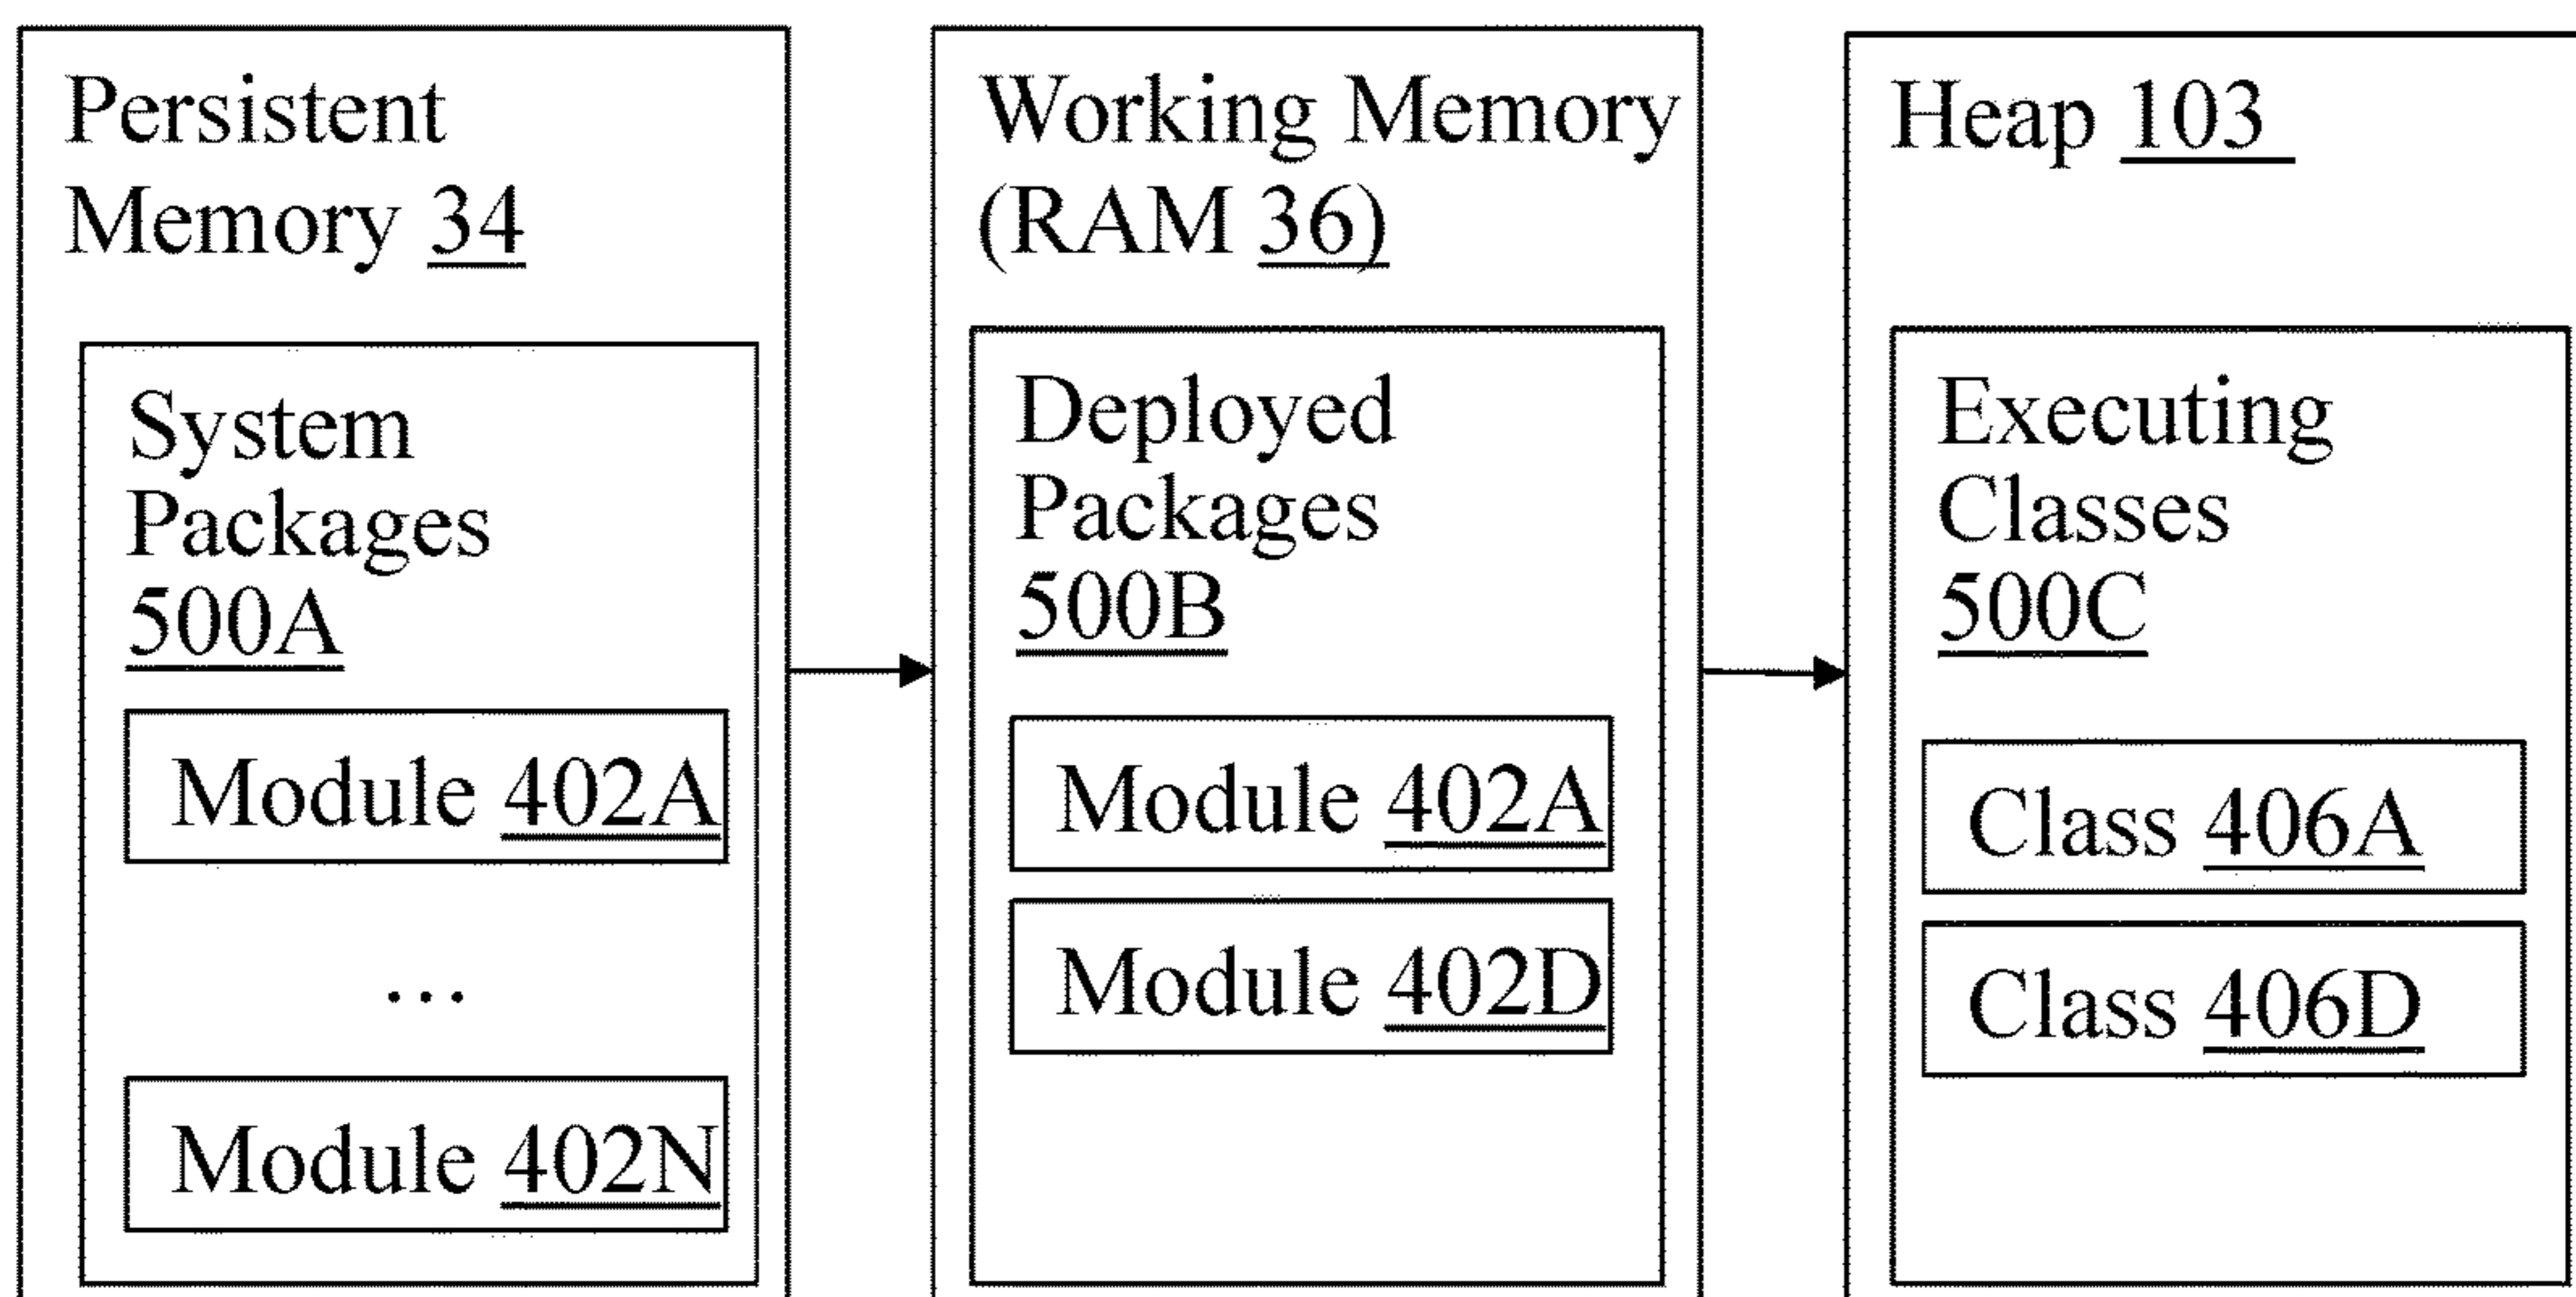 Persistent
Memory 34
System
Packages
500A
Module 402A
...
Module 402N
Working Memory
(RAM 36)
Deployed
Packages
500B
Module 402A
Module 402D
Heap 103
Executing
Classes
500C
Class 406A
Class 406D